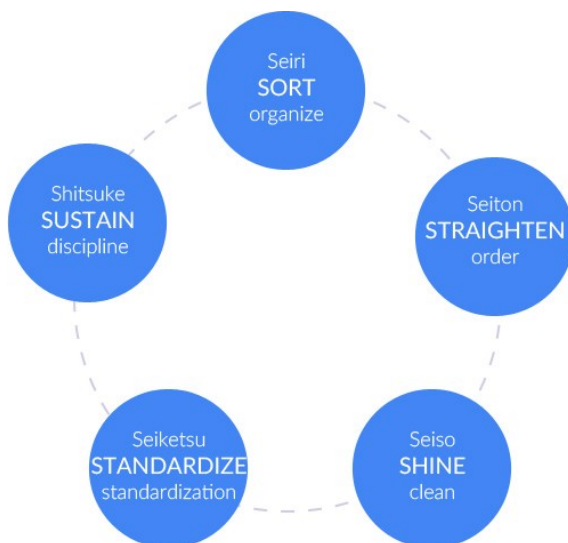 Seiri
SORT
organize
Seiton
STRAIGHTEN
order
Seiso
SHINE
clean
Seiketsu
STANDARDIZE
standardization
Shitsuke
SUSTAIN
discipline